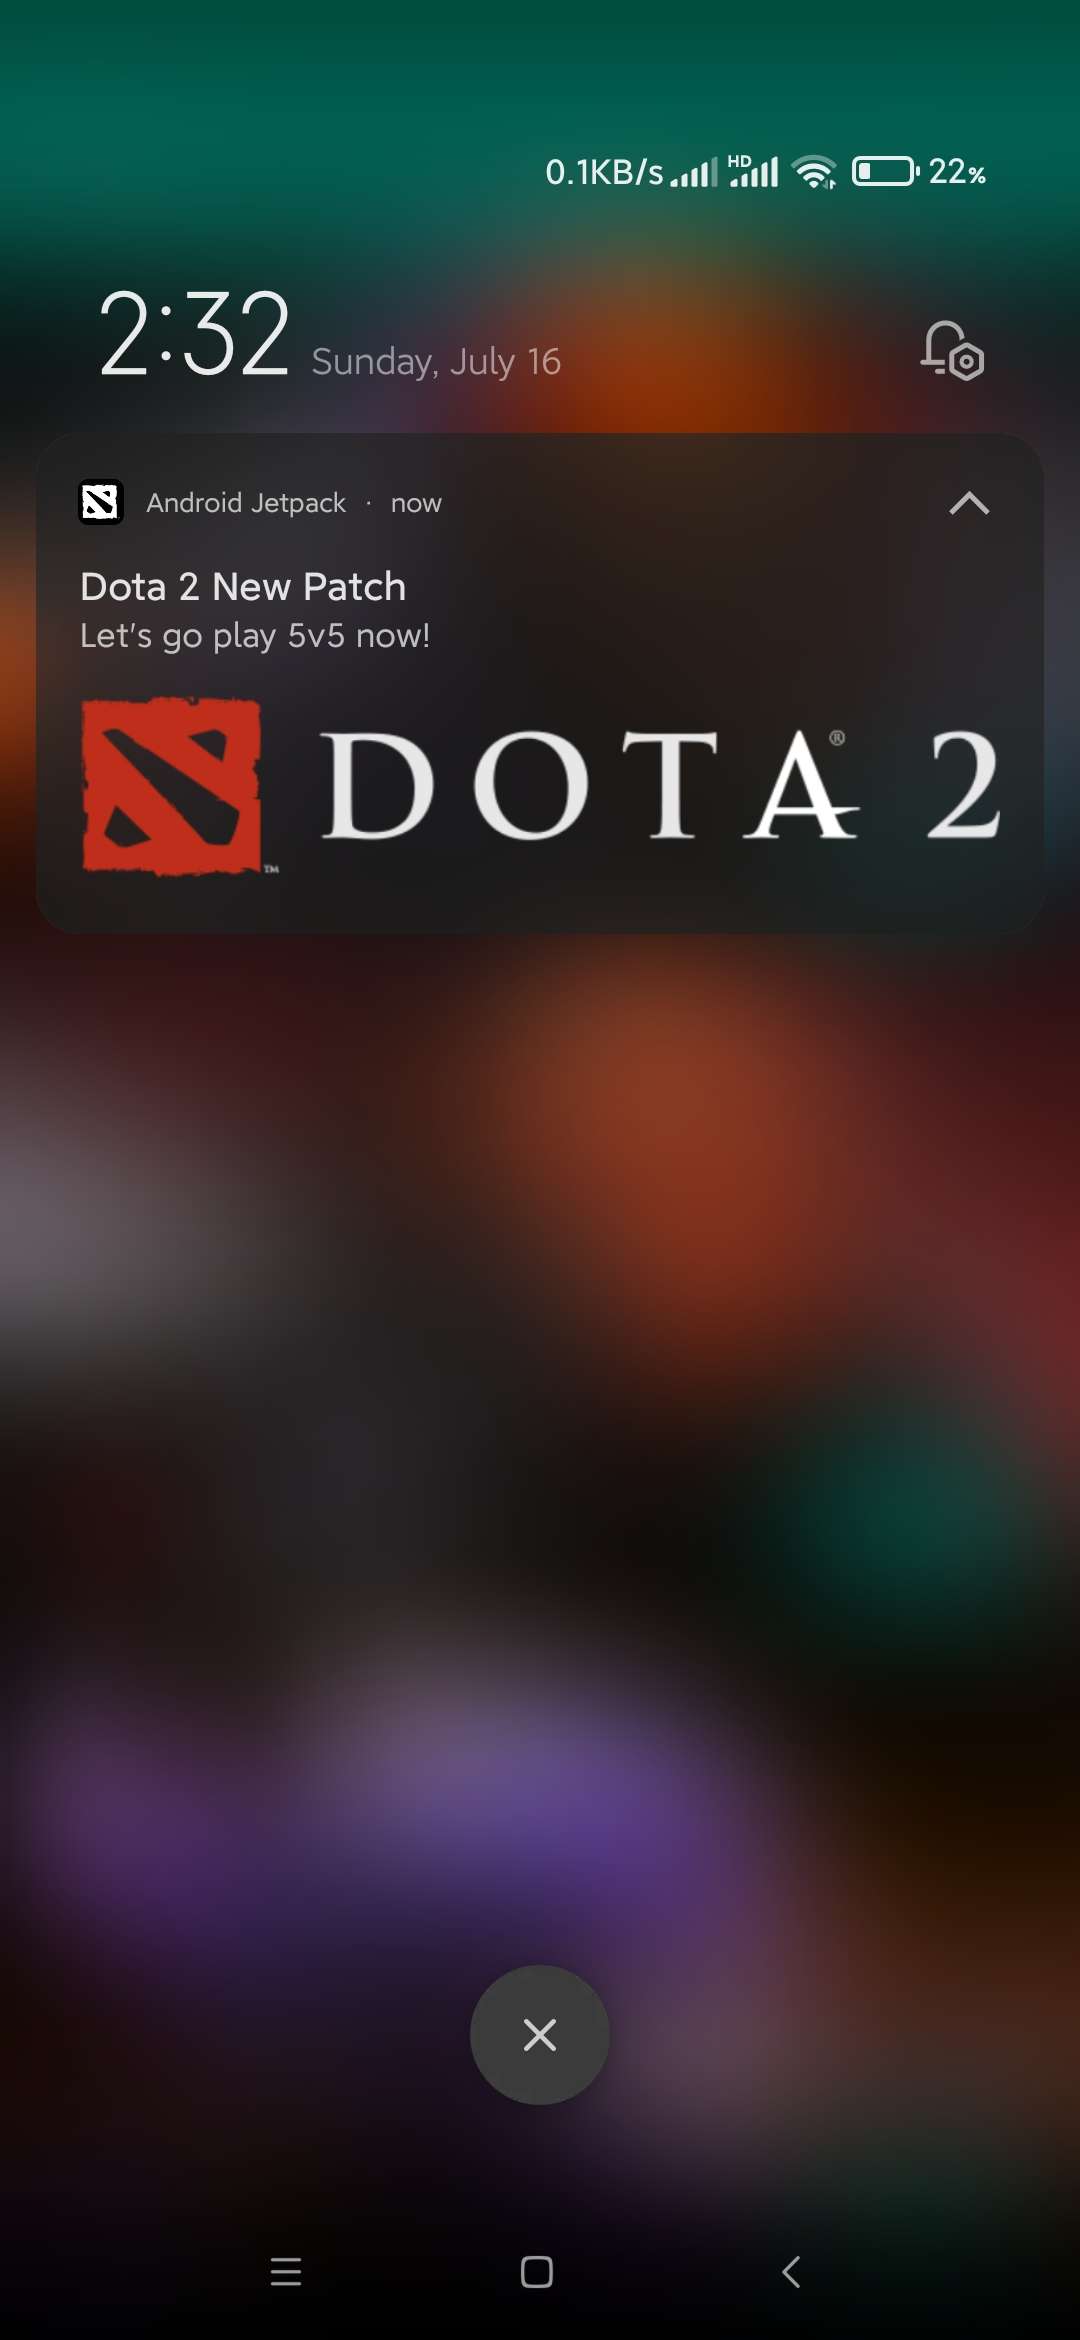 0.1KB/s HD 22%
2:32 Sunday, July 16
Android Jetpack · now
Dota 2 New Patch
Let's go play 5v5 now!
DOTA® 2
™